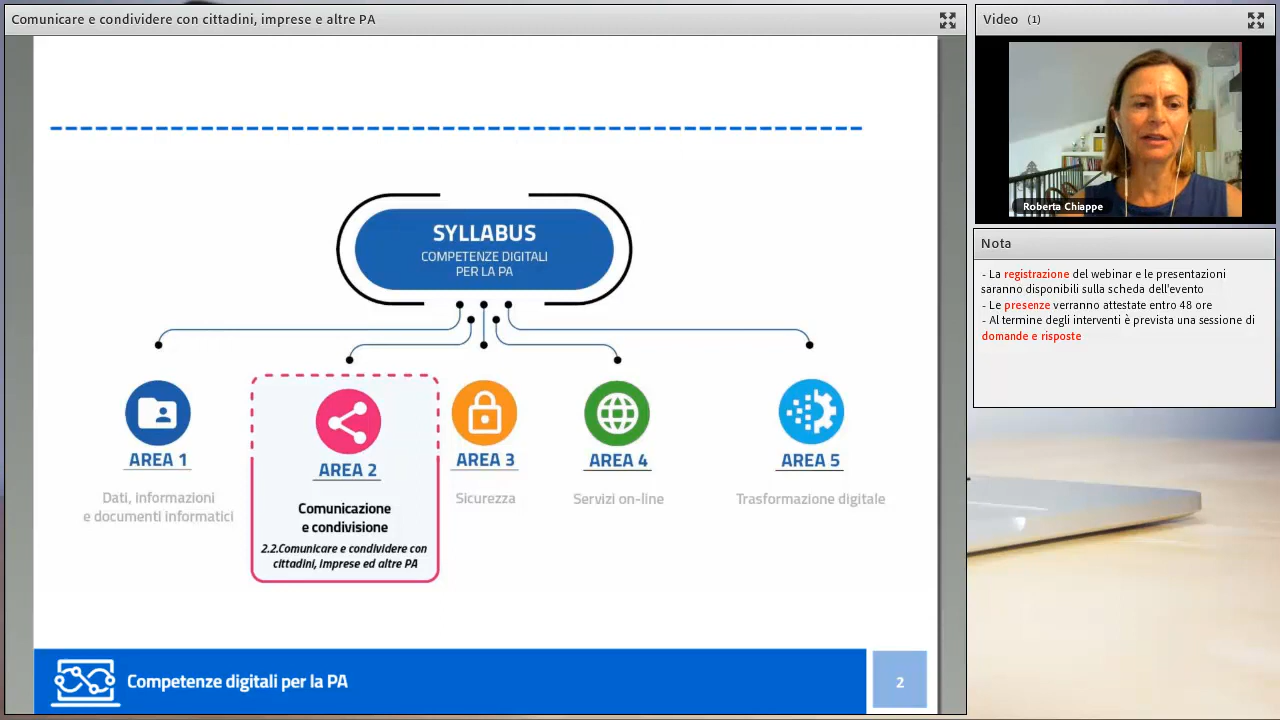 Comunicare e condividere con cittadini, imprese e altre PA
SYLLABUS
COMPETENZE DIGITALI
PER LA PA
AREA 1
Dati, informazioni
e documenti informatici
AREA 2
Comunicazione
e condivisione
2.2.Comunicare e condividere con
cittadini, imprese ed altre PA
AREA 3
Sicurezza
AREA 4
Servizi on-line
AREA 5
Trasformazione digitale
Competenze digitali per la PA
2
Video (1)
Roberta Chiappe
Nota
- La registrazione del webinar e le presentazioni
saranno disponibili sulla scheda dell'evento
- Le presenze verranno attestate entro 48 ore
- Al termine degli interventi è prevista una sessione di
domande e risposte